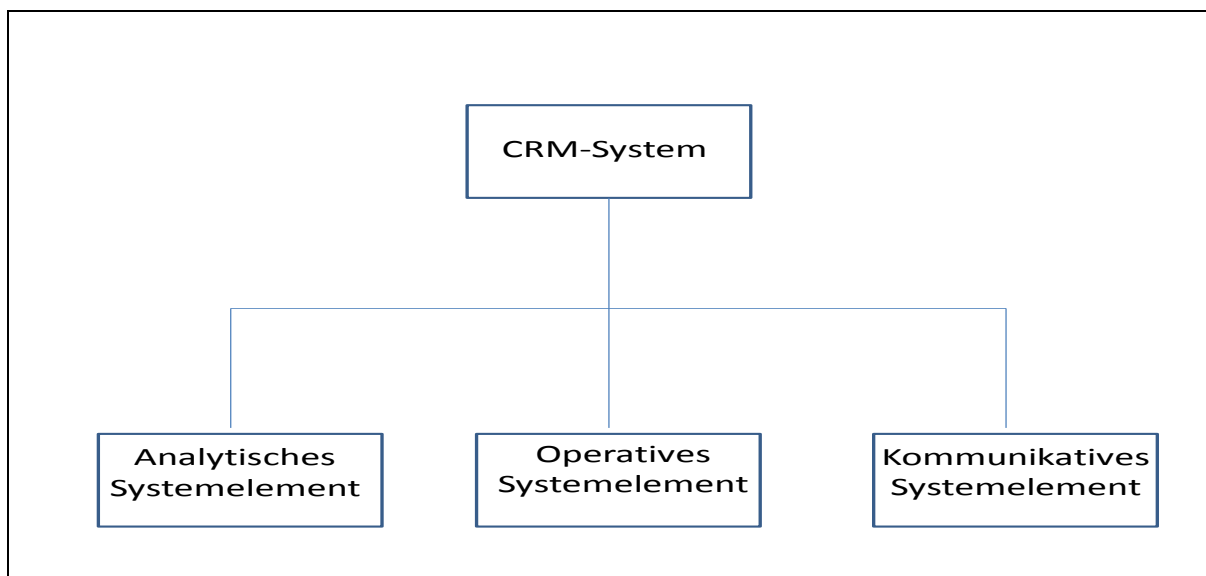 CRM-System
Analytisches
Systemelement
Operatives
Systemelement
Kommunikatives
Systemelement